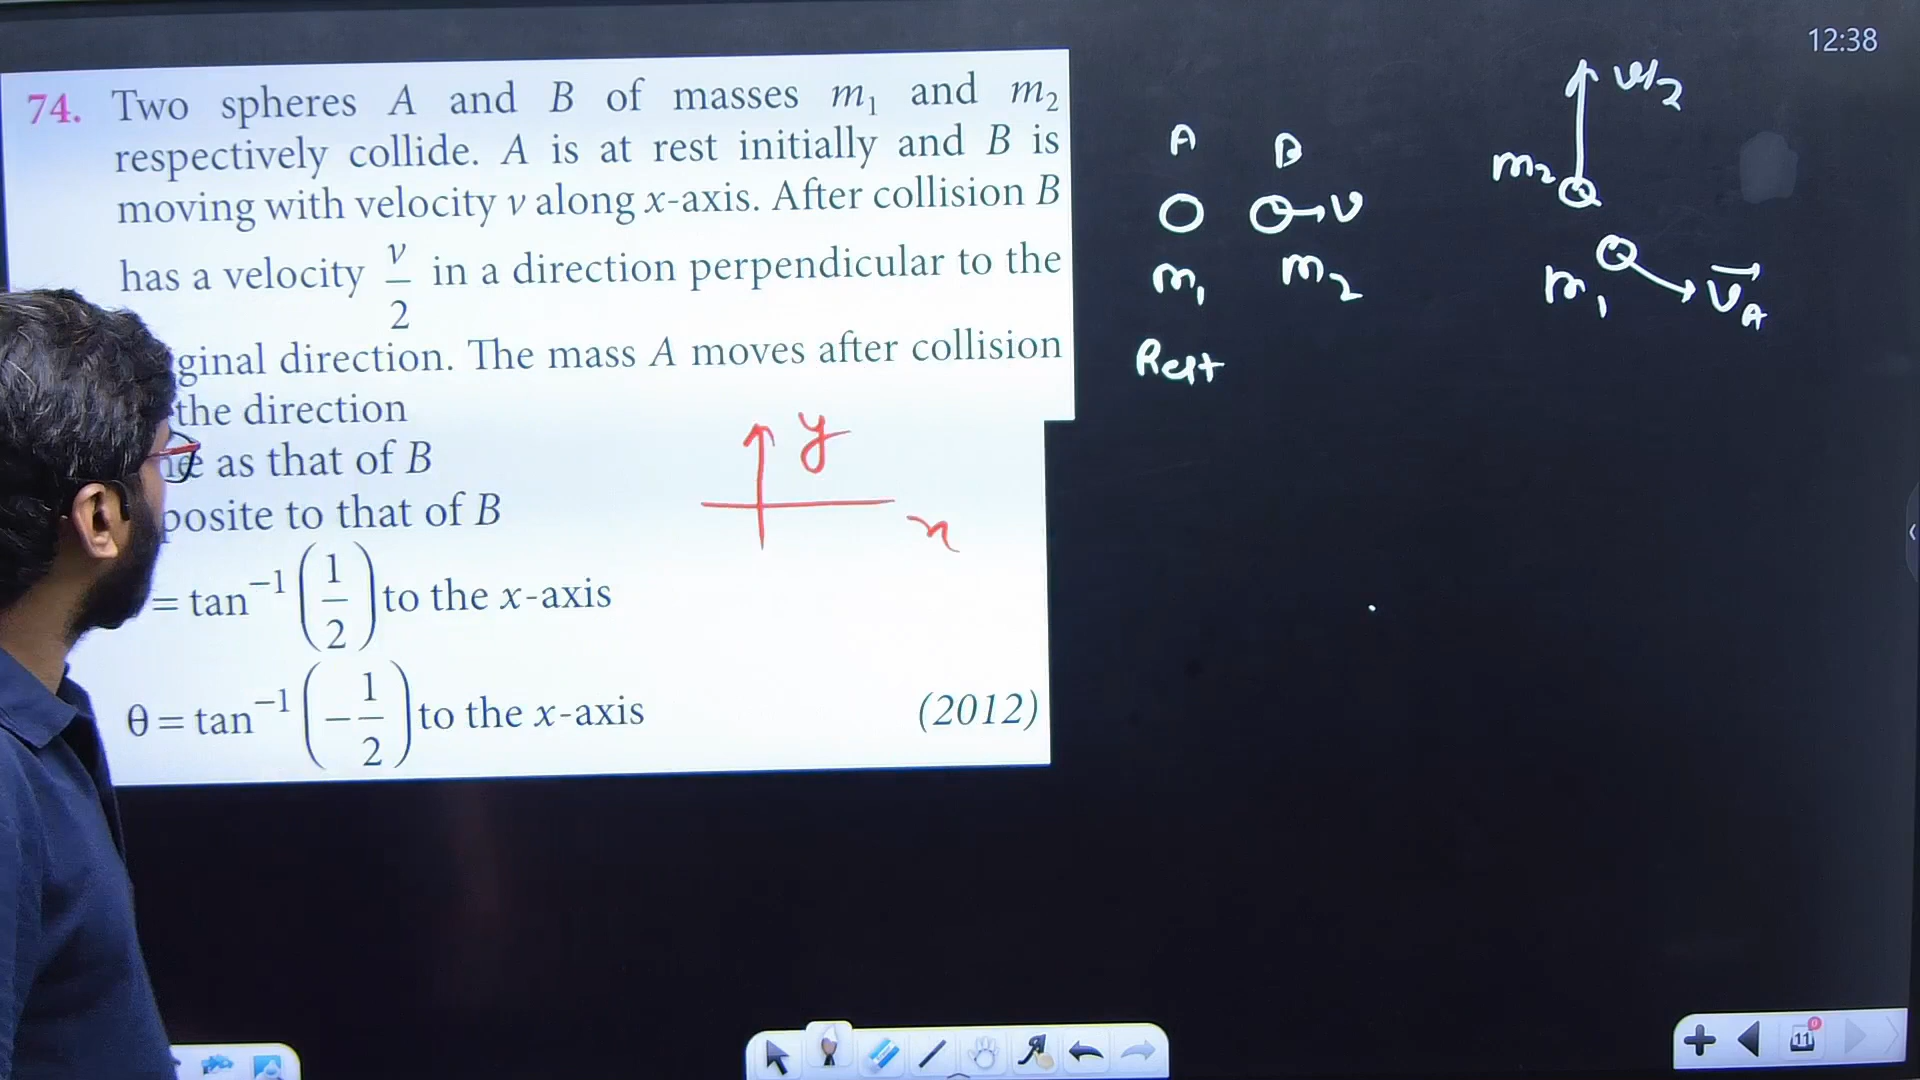 12:38
74. Two spheres A and B of masses m₁ and m₂
respectively collide. A is at rest initially and B is
moving with velocity v along x-axis. After collision B
has a velocity v/2 in a direction perpendicular to the
ginal direction. The mass A moves after collision
the direction
as that of B
posite to that of B
= tan⁻¹(1/2) to the x-axis
θ = tan⁻¹(-1/2) to the x-axis (2012)
y
x
A B
v
m₁ m₂
Rest
v/2
m₂
m₁ v⃗_A
11
0